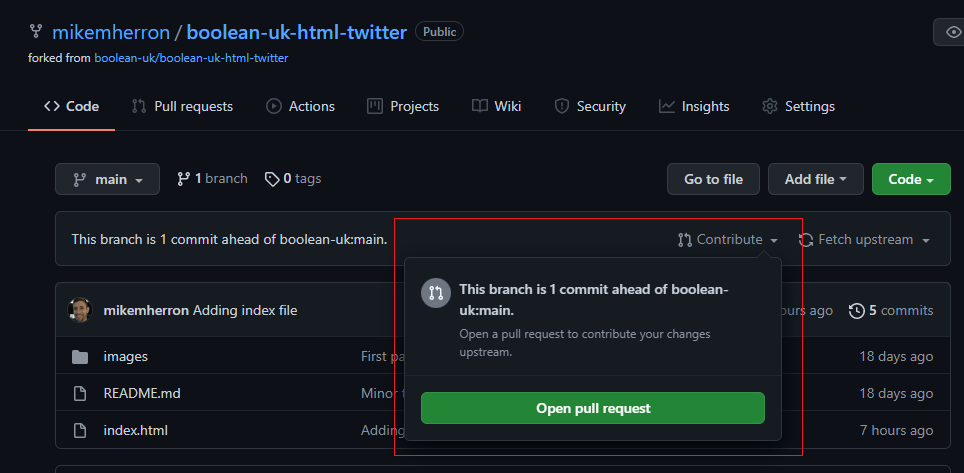 mikemherron / boolean-uk-html-twitter Public
forked from boolean-uk/boolean-uk-html-twitter
Code Pull requests Actions Projects Wiki Security Insights Settings
main 1 branch 0 tags Go to file Add file Code
This branch is 1 commit ahead of boolean-uk:main. Contribute Fetch upstream
This branch is 1 commit ahead of boolean-
uk:main.
Open a pull request to contribute your changes
upstream.
Open pull request
mikemherron Adding index file ours ago 5 commits
images First pa 18 days ago
README.md Minor 18 days ago
index.html Adding 7 hours ago